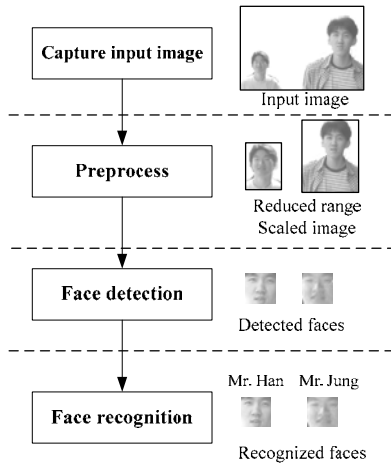 Capture input image
Input image
Preprocess
Reduced range
Scaled image
Face detection
Detected faces
Mr. Han Mr. Jung
Face recognition
Recognized faces